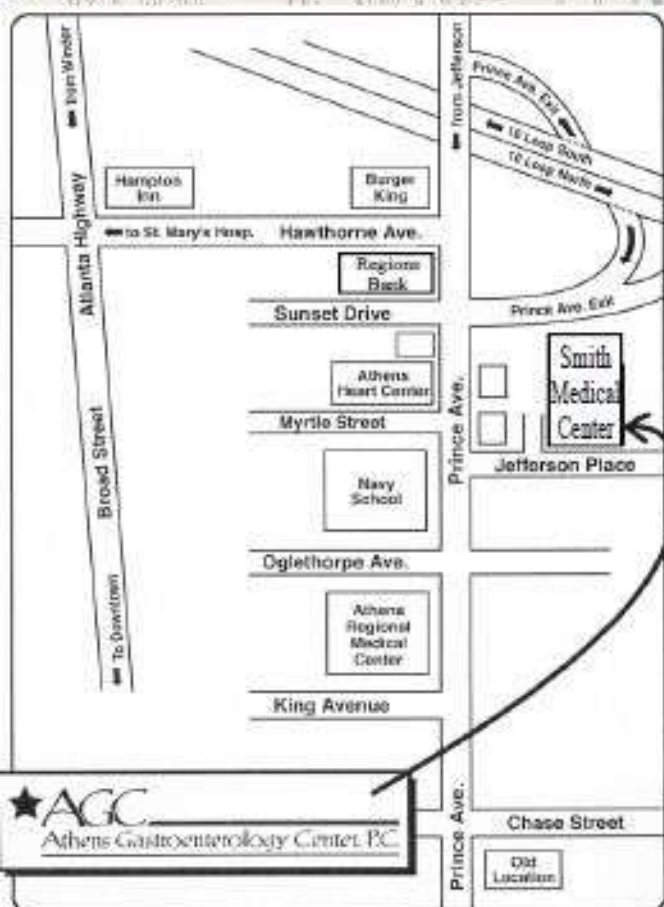 from Winder
from Jefferson
Prince Ave. Exit
10 Loop South
10 Loop North
Hampton
Inn
Burger
King
Atlanta Highway
to St. Mary's Hosp.
Hawthorne Ave.
Regions
Bank
Prince Ave. Exit
Sunset Drive
Smith
Medical
Center
Athens
Heart Center
Myrtle Street
Prince Ave.
Jefferson Place
Broad Street
Navy
School
Oglethorpe Ave.
To Downtown
Athens
Regional
Medical
Center
King Avenue
AGC
Athens Gastroenterology Center, P.C.
Prince Ave.
Chase Street
Old
Location